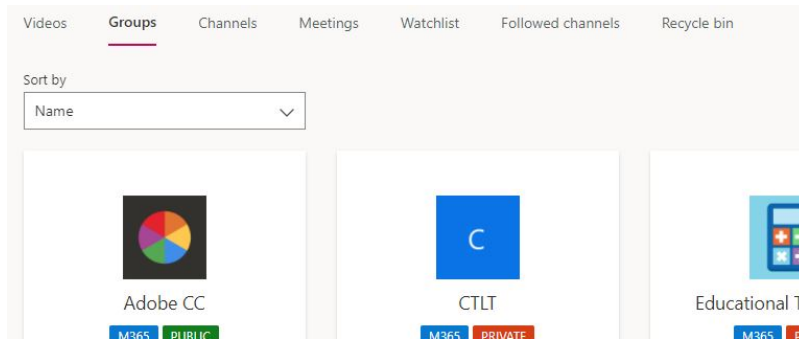 Videos Groups Channels Meetings Watchlist Followed channels Recycle bin
Sort by
Name
C
Adobe CC CTLT Educational
M365 PUBLIC M365 PRIVATE M365